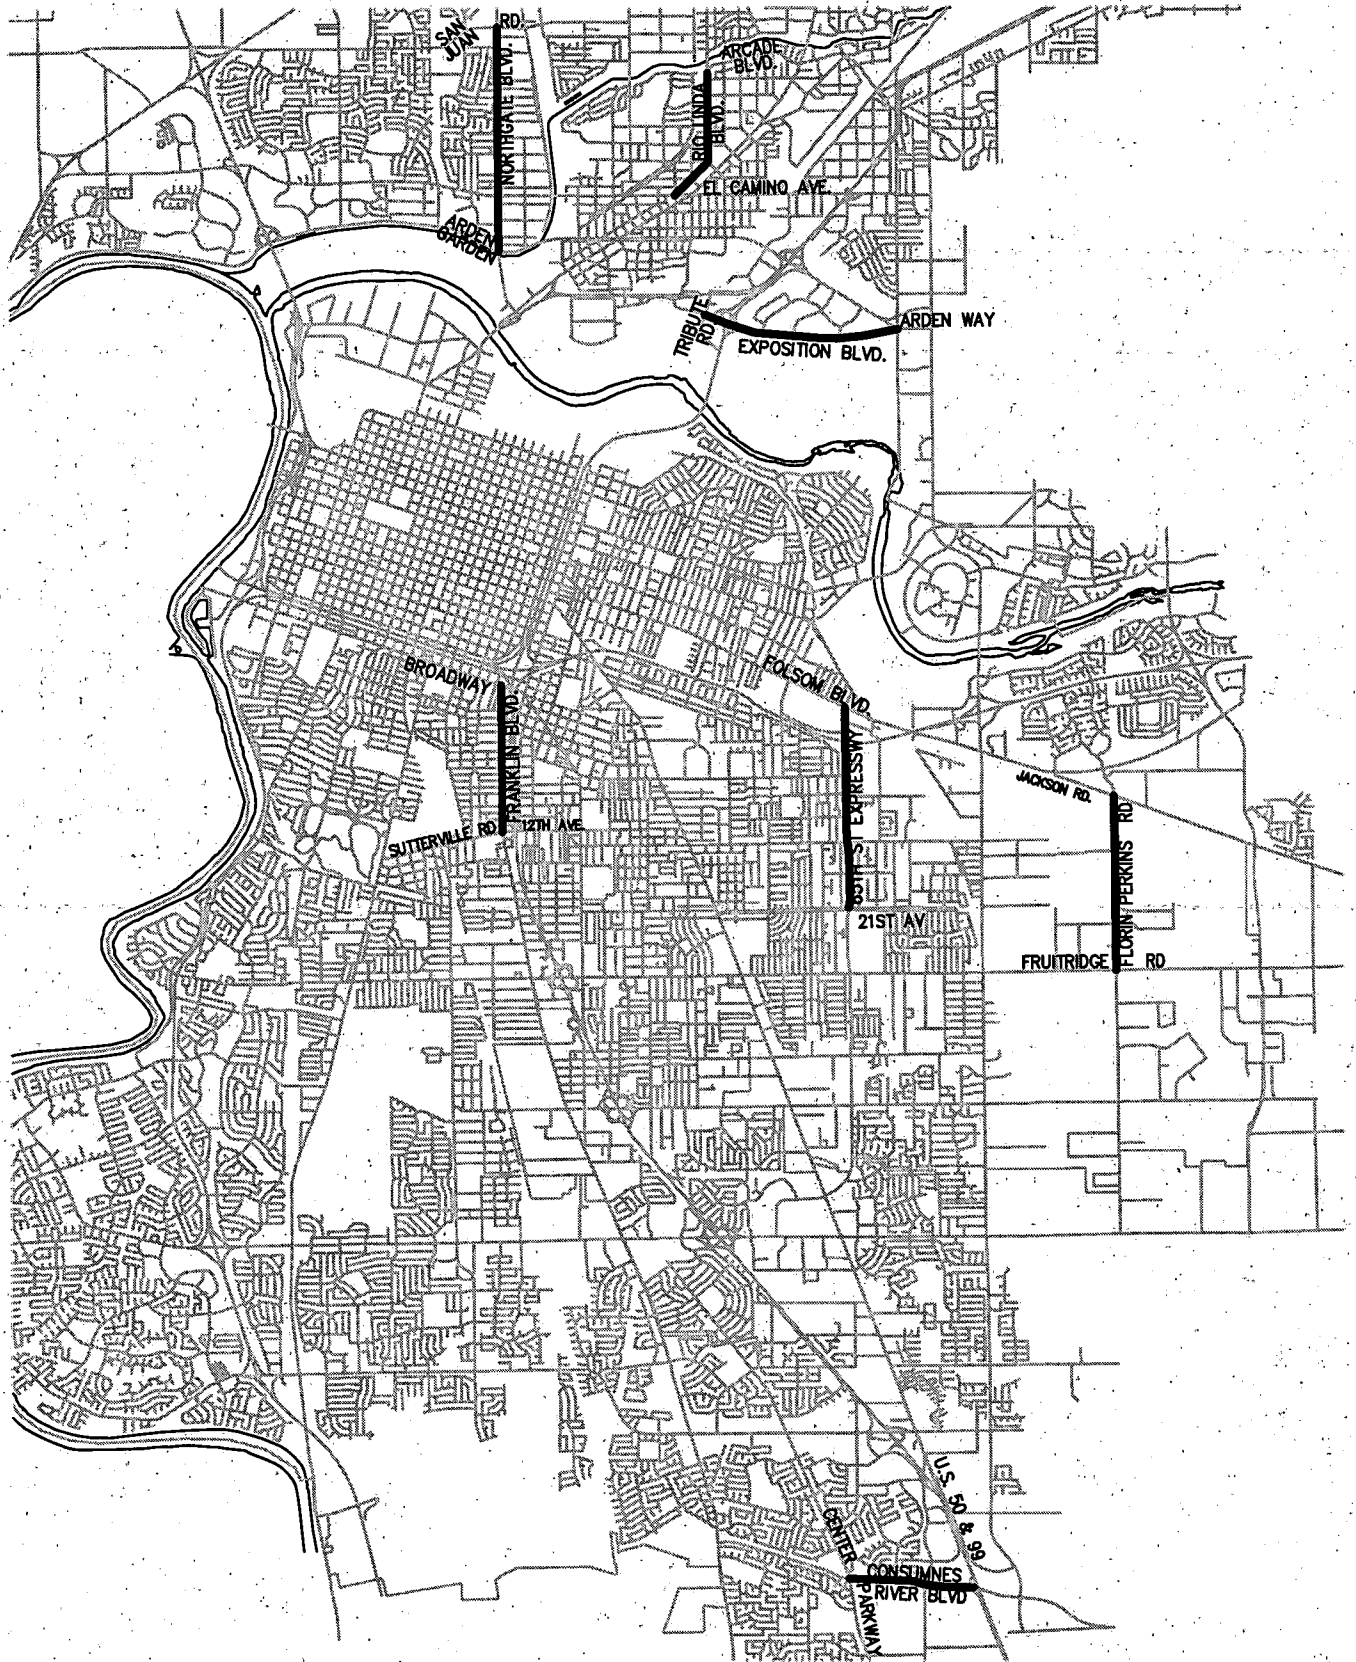 SAN
JUAN
RD.
NORTHGATE BLVD.
ARCADE
BLVD.
RIO LINDA
BLVD.
EL CAMINO AVE.
ARDEN
GARDEN
TRIBUTE
RD.
ARDEN WAY
EXPOSITION BLVD.
BROADWAY
FRANKLIN BLVD.
FOLSOM BLVD.
65TH ST EXPRESSWY
JACKSON RD.
SUTTERVILLE RD.
12TH AVE.
FLORIN PERKINS RD
21ST AV
FRUITRIDGE RD
U.S. 50 & 99
CENTER
PARKWAY
CONSUMNES
RIVER BLVD